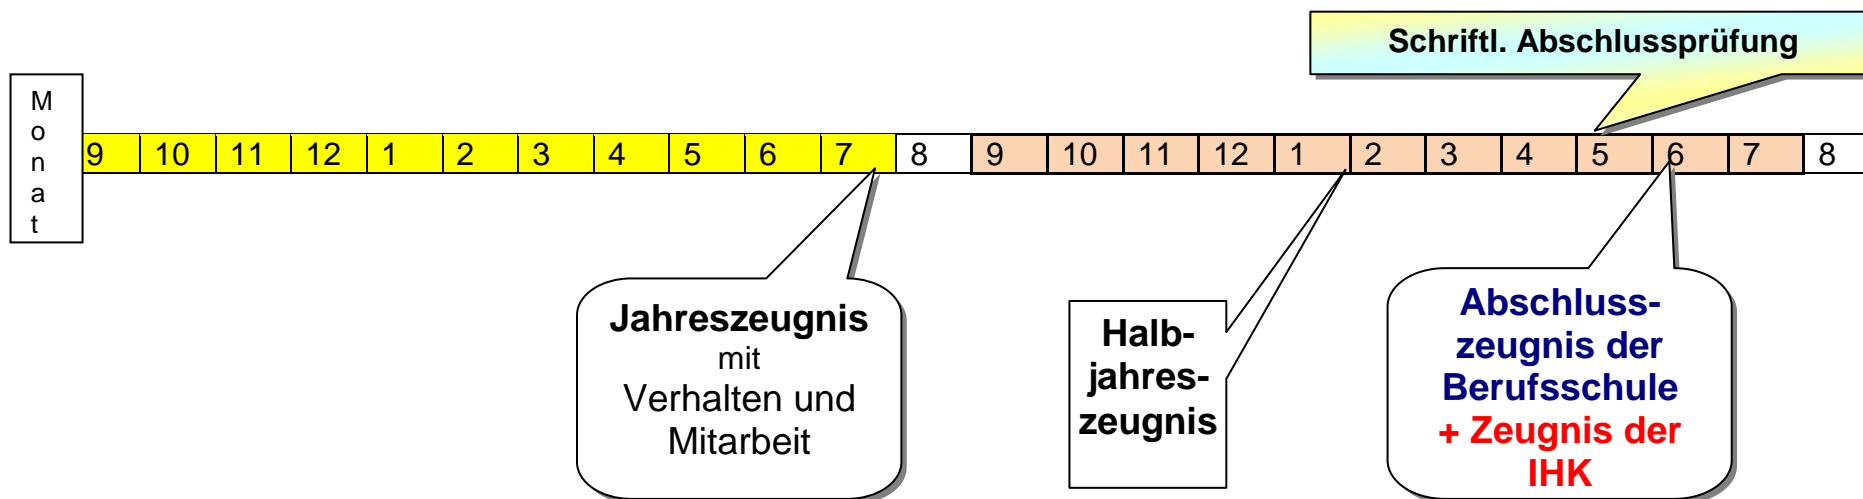 Schriftl. Abschlussprüfung
Monat
9 10 11 12 1 2 3 4 5 6 7 8 9 10 11 12 1 2 3 4 5 6 7 8
Jahreszeugnis
mit
Verhalten und
Mitarbeit
Halb-
jahres-
zeugnis
Abschluss-
zeugnis der
Berufsschule
+ Zeugnis der
IHK